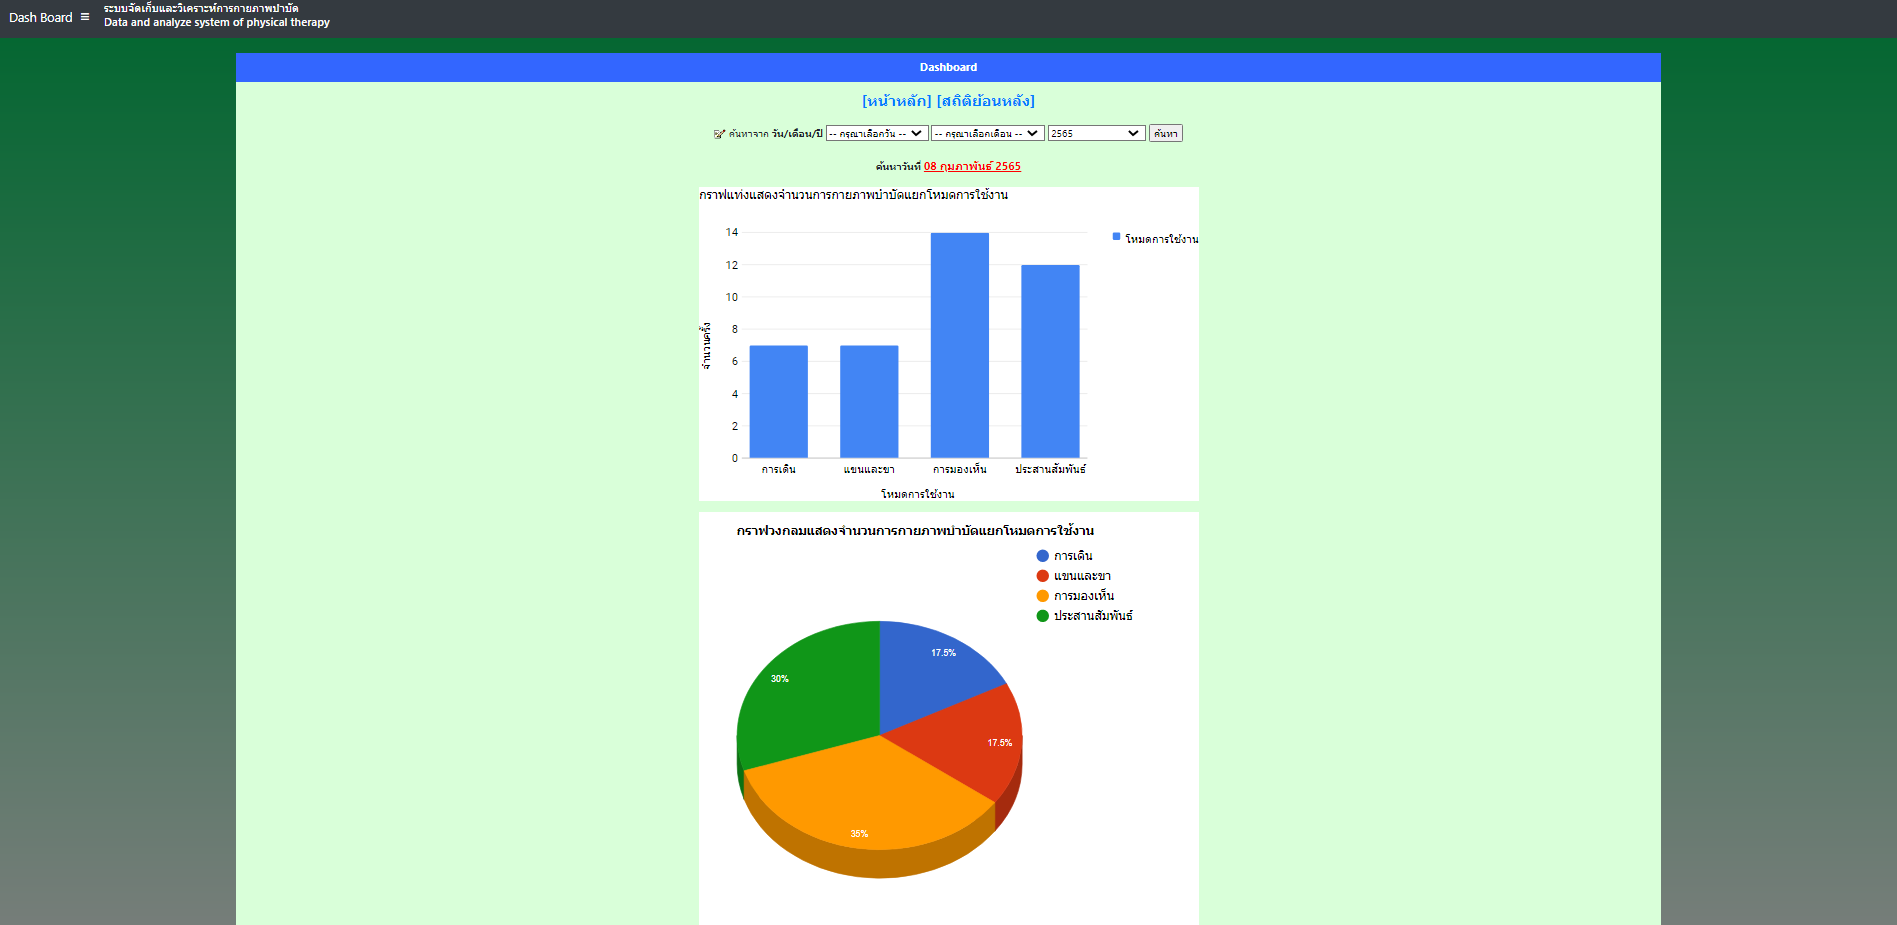 Dash Board ≡
ระบบจัดเก็บและวิเคราะห์การกายภาพบำบัด
Data and analyze system of physical therapy
Dashboard
[หน้าหลัก] [สถิติย้อนหลัง]
ค้นหาจาก วัน/เดือน/ปี -- กรุณาเลือกวัน -- -- กรุณาเลือกเดือน -- 2565 ค้นหา
ค้นหาวันที่ 08 กุมภาพันธ์ 2565
กราฟแท่งแสดงจำนวนการกายภาพบำบัดแยกโหมดการใช้งาน
โหมดการใช้งาน
14
12
10
8
6
4
2
0
จำนวนครั้ง
การเดิน แขนและขา การมองเห็น ประสานสัมพันธ์
โหมดการใช้งาน
กราฟวงกลมแสดงจำนวนการกายภาพบำบัดแยกโหมดการใช้งาน
การเดิน
แขนและขา
การมองเห็น
ประสานสัมพันธ์
17.5%
30%
17.5%
35%